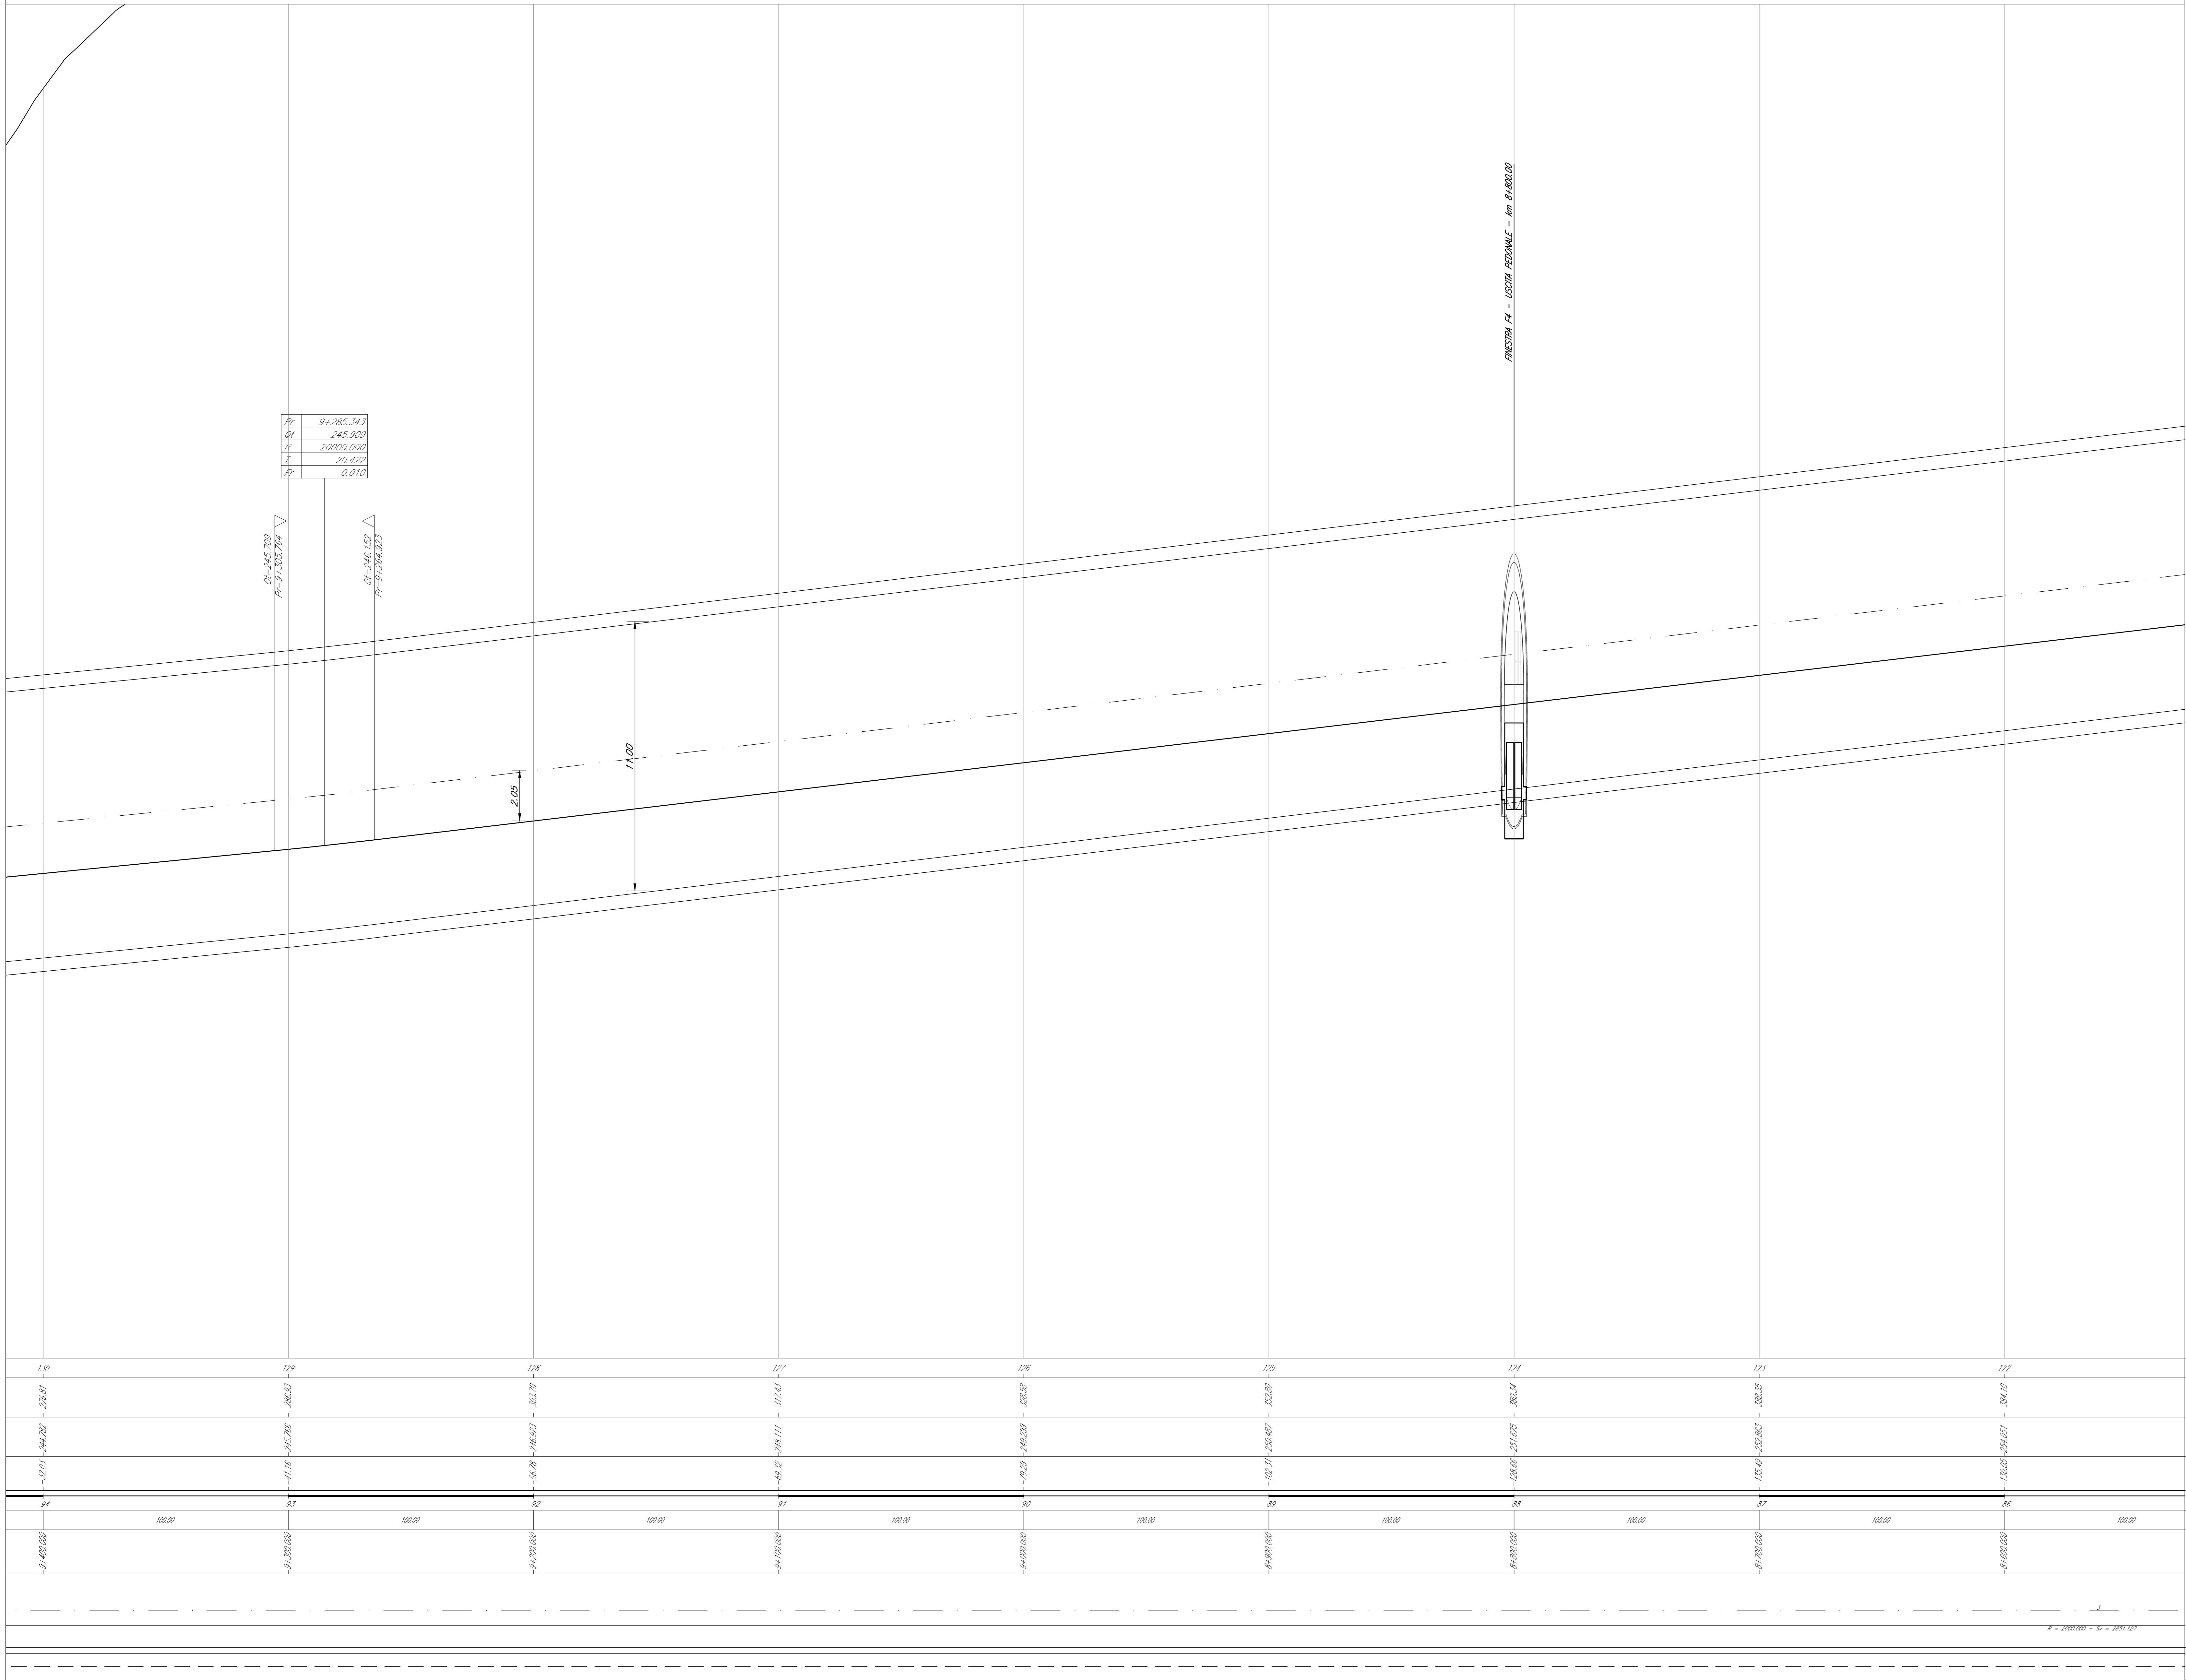 FINESTRA F4 - USCITA PEDONALE - km 8+800.00
Pr 9+285.343
Qt 245.909
R 20000.000
T 20.422
Fr 0.010
Qt=245.709
Pr=9+305.764
Qt=246.152
Pr=9+264.923
11.00
2.05
130 129 128 127 126 125 124 123 122
276.81 286.93 303.70 317.43 328.58 352.80 380.34 388.35 384.10
244.782 245.766 246.923 248.111 249.299 250.487 251.675 252.863 254.051
-32.03 -41.16 -56.78 -69.32 -79.29 -102.31 -128.66 -135.49 -130.05
94 93 92 91 90 89 88 87 86
100.00 100.00 100.00 100.00 100.00 100.00 100.00 100.00 100.00
9+400.000 9+300.000 9+200.000 9+100.000 9+000.000 8+900.000 8+800.000 8+700.000 8+600.000
3
R = 2000.000 - Sv = 2851.127